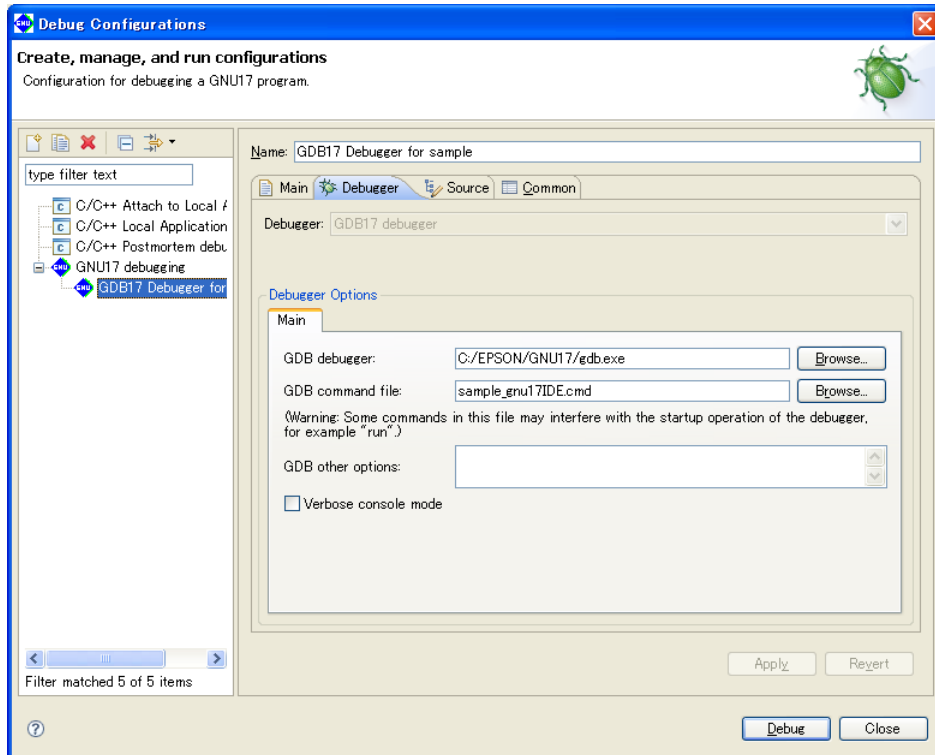 Debug Configurations
Create, manage, and run configurations
Configuration for debugging a GNU17 program.
type filter text
C/C++ Attach to Local A
C/C++ Local Application
C/C++ Postmortem debu
GNU17 debugging
GDB17 Debugger for
Filter matched 5 of 5 items
Name: GDB17 Debugger for sample
Main Debugger Source Common
Debugger: GDB17 debugger
Debugger Options
Main
GDB debugger: C:/EPSON/GNU17/gdb.exe Browse...
GDB command file: sample_gnu17IDE.cmd Browse...
(Warning: Some commands in this file may interfere with the startup operation of the debugger,
for example "run".)
GDB other options:
Verbose console mode
Apply Revert
Debug Close